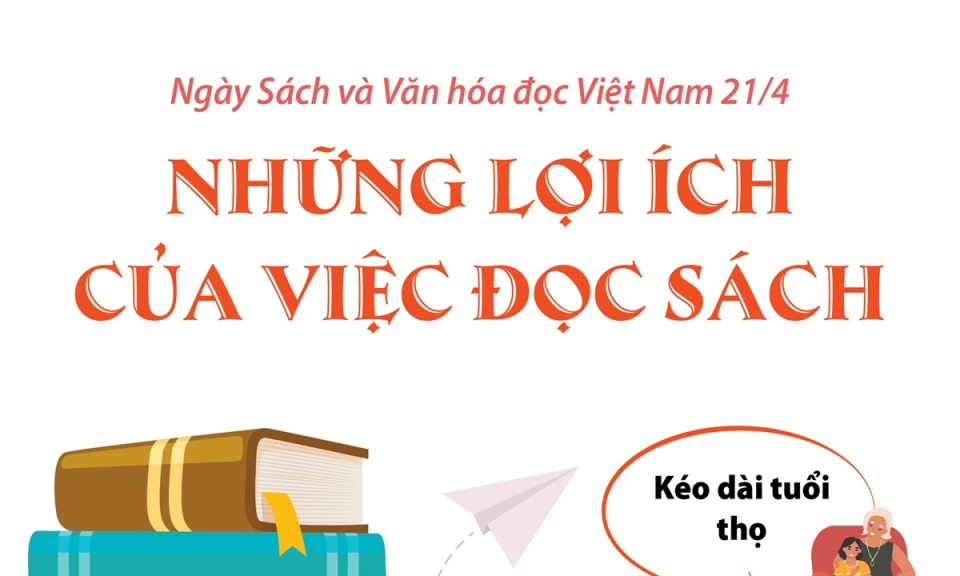 Ngày Sách và Văn hóa đọc Việt Nam 21/4
NHỮNG LỢI ÍCH
CỦA VIỆC ĐỌC SÁCH
Kéo dài tuổi
thọ